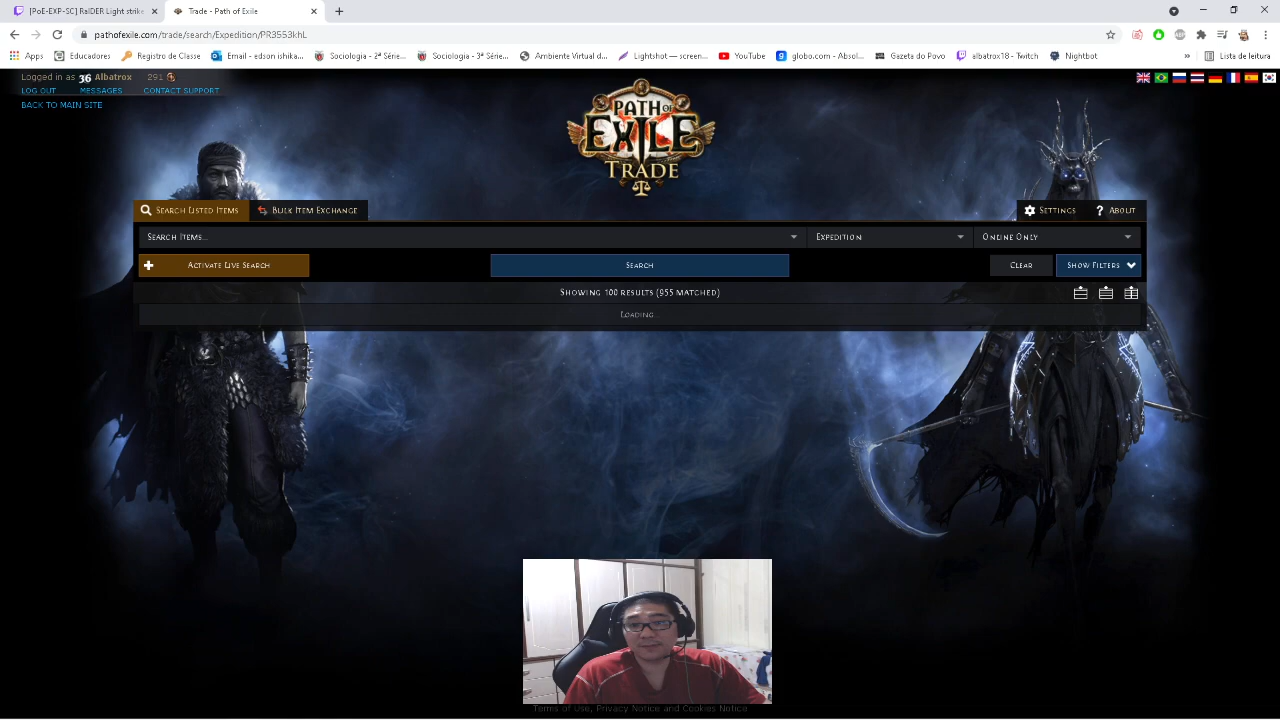 [PoE-EXP-SC] RaIDER Light strike
Trade - Path of Exile
pathofexile.com/trade/search/Expedition/PR3553khL
Apps
Educadores
Registro de Classe
Email - edson ishika...
Sociologia - 2ª Série...
Sociologia - 3ª Série...
Ambiente Virtual d...
Lightshot — screen...
YouTube
globo.com - Absol...
Gazeta do Povo
albatrox18 - Twitch
Nightbot
»
Lista de leitura
Logged in as 36 Albatrox 291
LOG OUT MESSAGES CONTACT SUPPORT
BACK TO MAIN SITE
PATH OF
EXILE
TRADE
Search Listed Items
Bulk Item Exchange
Settings
? About
Search Items...
Expedition
Online Only
Activate Live Search
Search
Clear
Show Filters
Showing 100 results (955 matched)
Loading...
Terms of Use, Privacy Notice and Cookies Notice